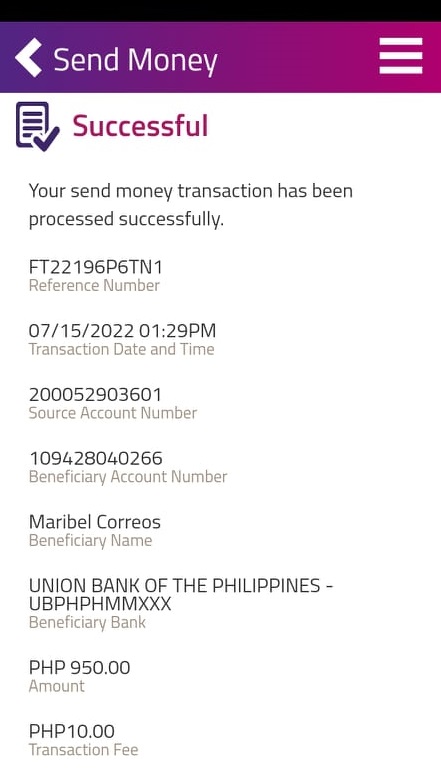 Send Money
Successful
Your send money transaction has been
processed successfully.
FT22196P6TN1
Reference Number
07/15/2022 01:29PM
Transaction Date and Time
200052903601
Source Account Number
109428040266
Beneficiary Account Number
Maribel Correos
Beneficiary Name
UNION BANK OF THE PHILIPPINES -
UBPHPHMMXXX
Beneficiary Bank
PHP 950.00
Amount
PHP10.00
Transaction Fee